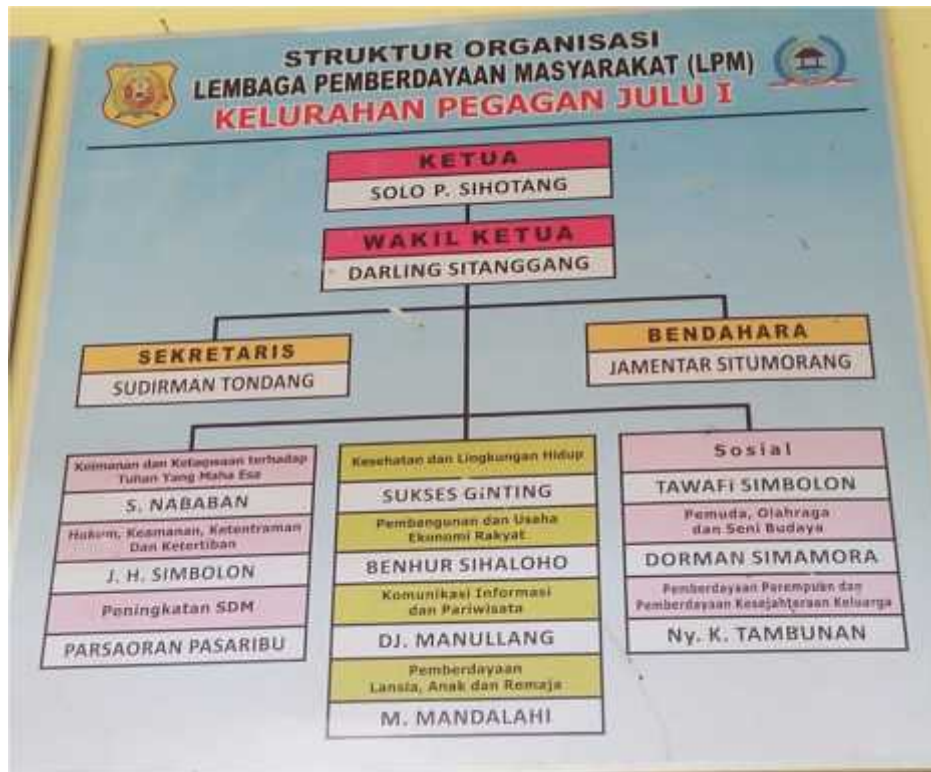 STRUKTUR ORGANISASI
LEMBAGA PEMBERDAYAAN MASYARAKAT (LPM)
KELURAHAN PEGAGAN JULU I
KETUA
SOLO P. SIHOTANG
WAKIL KETUA
DARLING SITANGGANG
SEKRETARIS
SUDIRMAN TONDANG
BENDAHARA
JAMENTAR SITUMORANG
Keimanan dan Ketaqwaan terhadap
Tuhan Yang Maha Esa
S. NABABAN
Hukum, Keamanan, Ketentraman
Dan Ketertiban
J. H. SIMBOLON
Peningkatan SDM
PARSAORAN PASARIBU
Kesehatan dan Lingkungan Hidup
SUKSES GiNTING
Pembangunan dan Usaha
Ekonomi Rakyat
BENHUR SIHALOHO
Komunikasi Informasi
dan Pariwisata
DJ. MANULLANG
Pemberdayaan
Lansia, Anak dan Remaja
M. MANDALAHI
Sosial
TAWAFi SIMBOLON
Pemuda, Olahraga
dan Seni Budaya
DORMAN SIMAMORA
Pemberdayaan Perempuan dan
Pemberdayaan Kesejahteraan Keluarga
Ny. K. TAMBUNAN